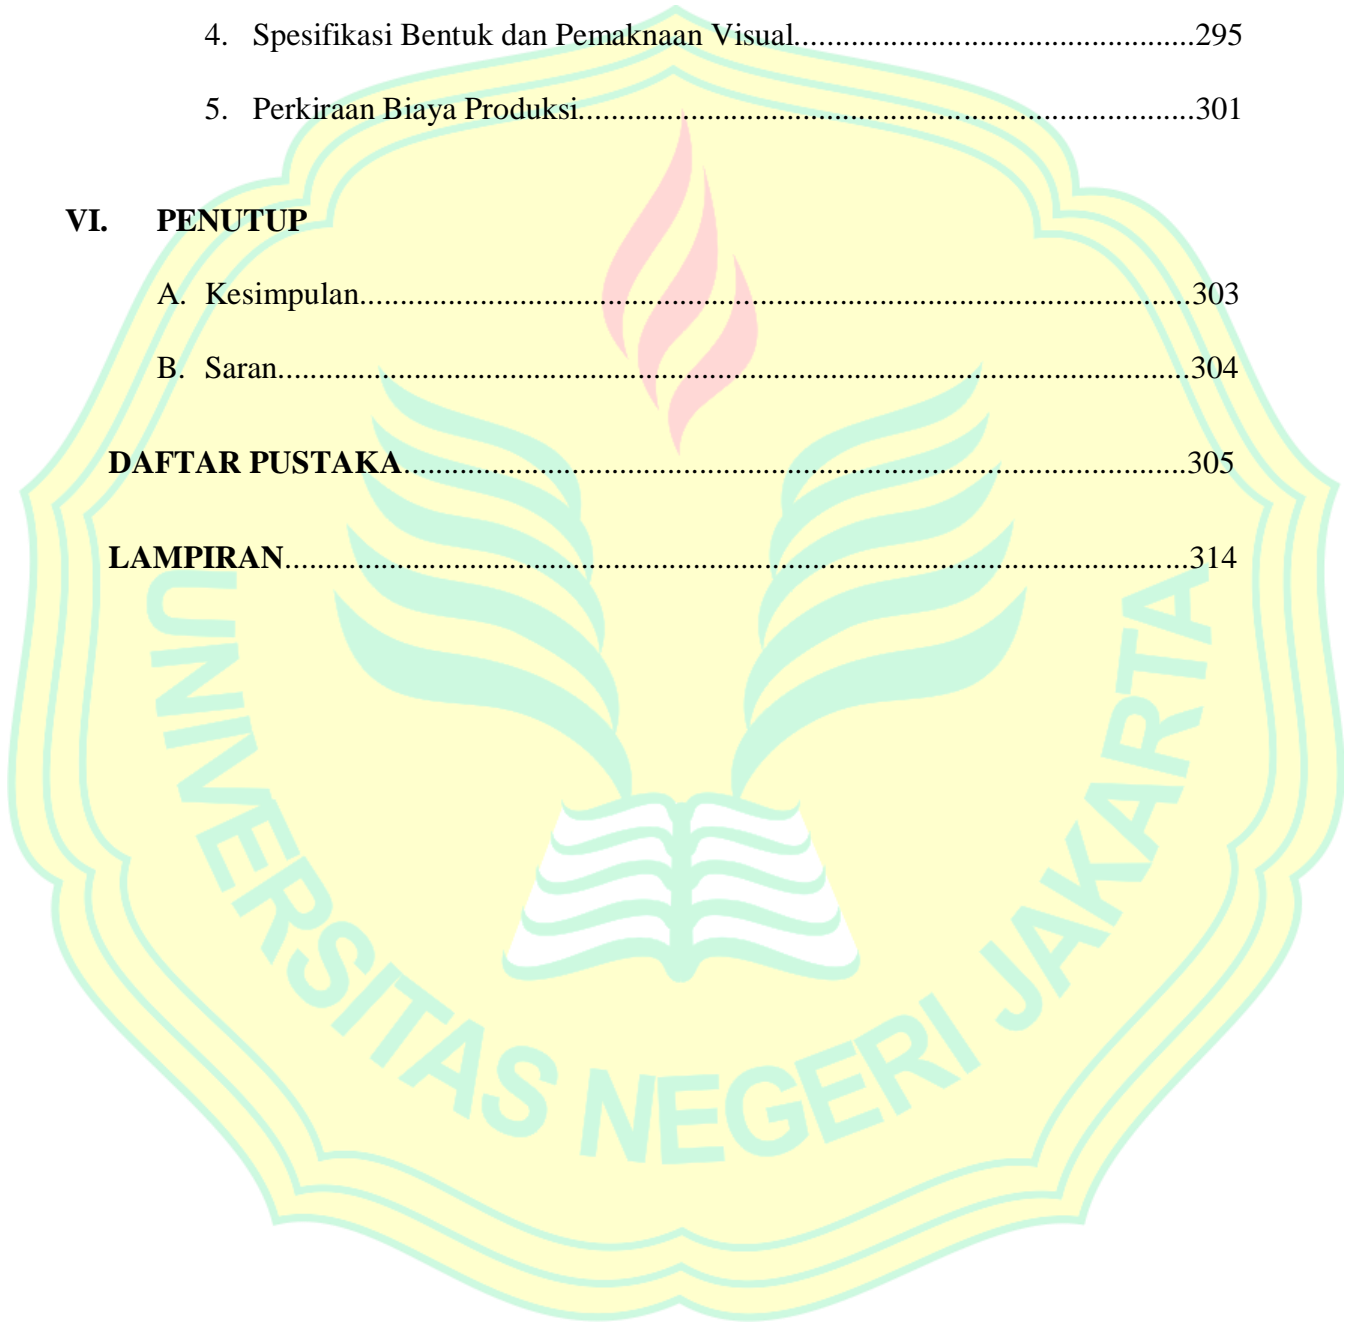 4. Spesifikasi Bentuk dan Pemaknaan Visual.................................................295
5. Perkiraan Biaya Produksi...........................................................................301
VI. PENUTUP
A. Kesimpulan.....................................................................................................303
B. Saran...............................................................................................................304
DAFTAR PUSTAKA...............................................................................................305
LAMPIRAN..............................................................................................................314
UNIVERSITAS NEGERI JAKARTA